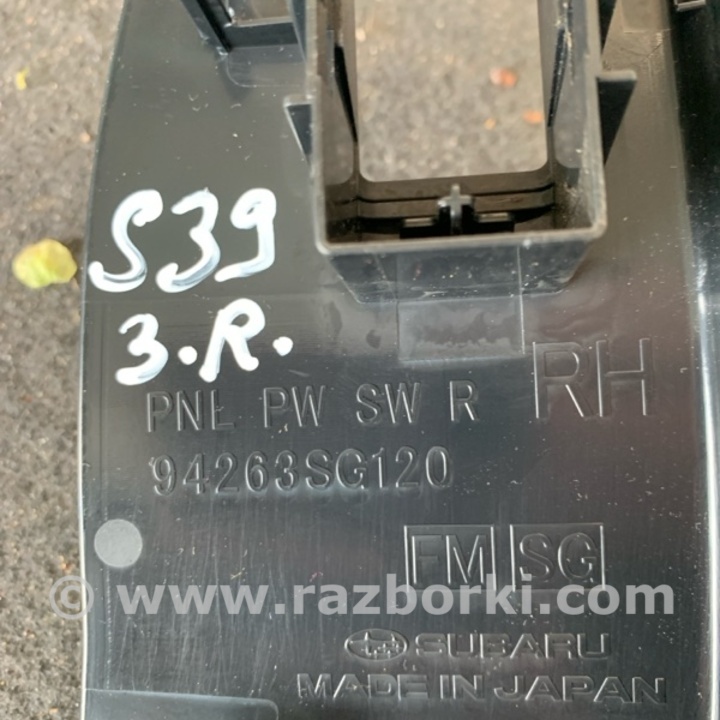 S39
3.R.
PNL PW SW R RH
94263SG120
FM SG
© www.razborki.com
SUBARU
MADE IN JAPAN